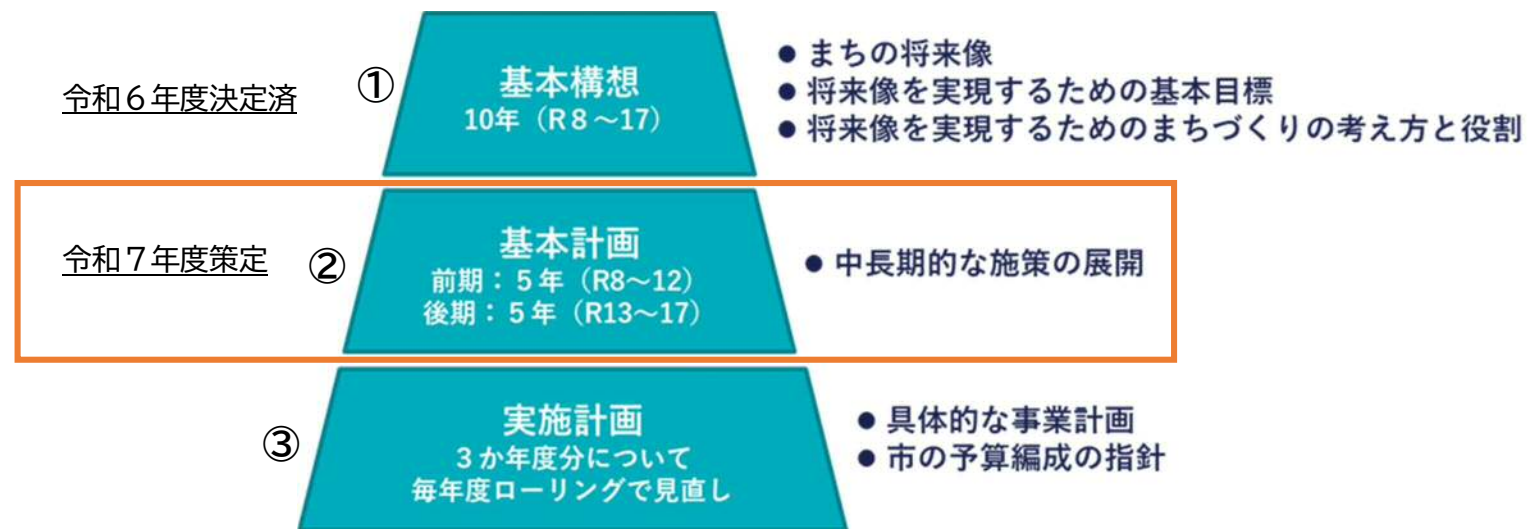 令和６年度決定済
①
基本構想
10年（R８～17）
● まちの将来像
● 将来像を実現するための基本目標
● 将来像を実現するためのまちづくりの考え方と役割
令和７年度策定
②
基本計画
前期：５年（R8～12）
後期：５年（R13～17）
● 中長期的な施策の展開
③
実施計画
３か年度分について
毎年度ローリングで見直し
● 具体的な事業計画
● 市の予算編成の指針